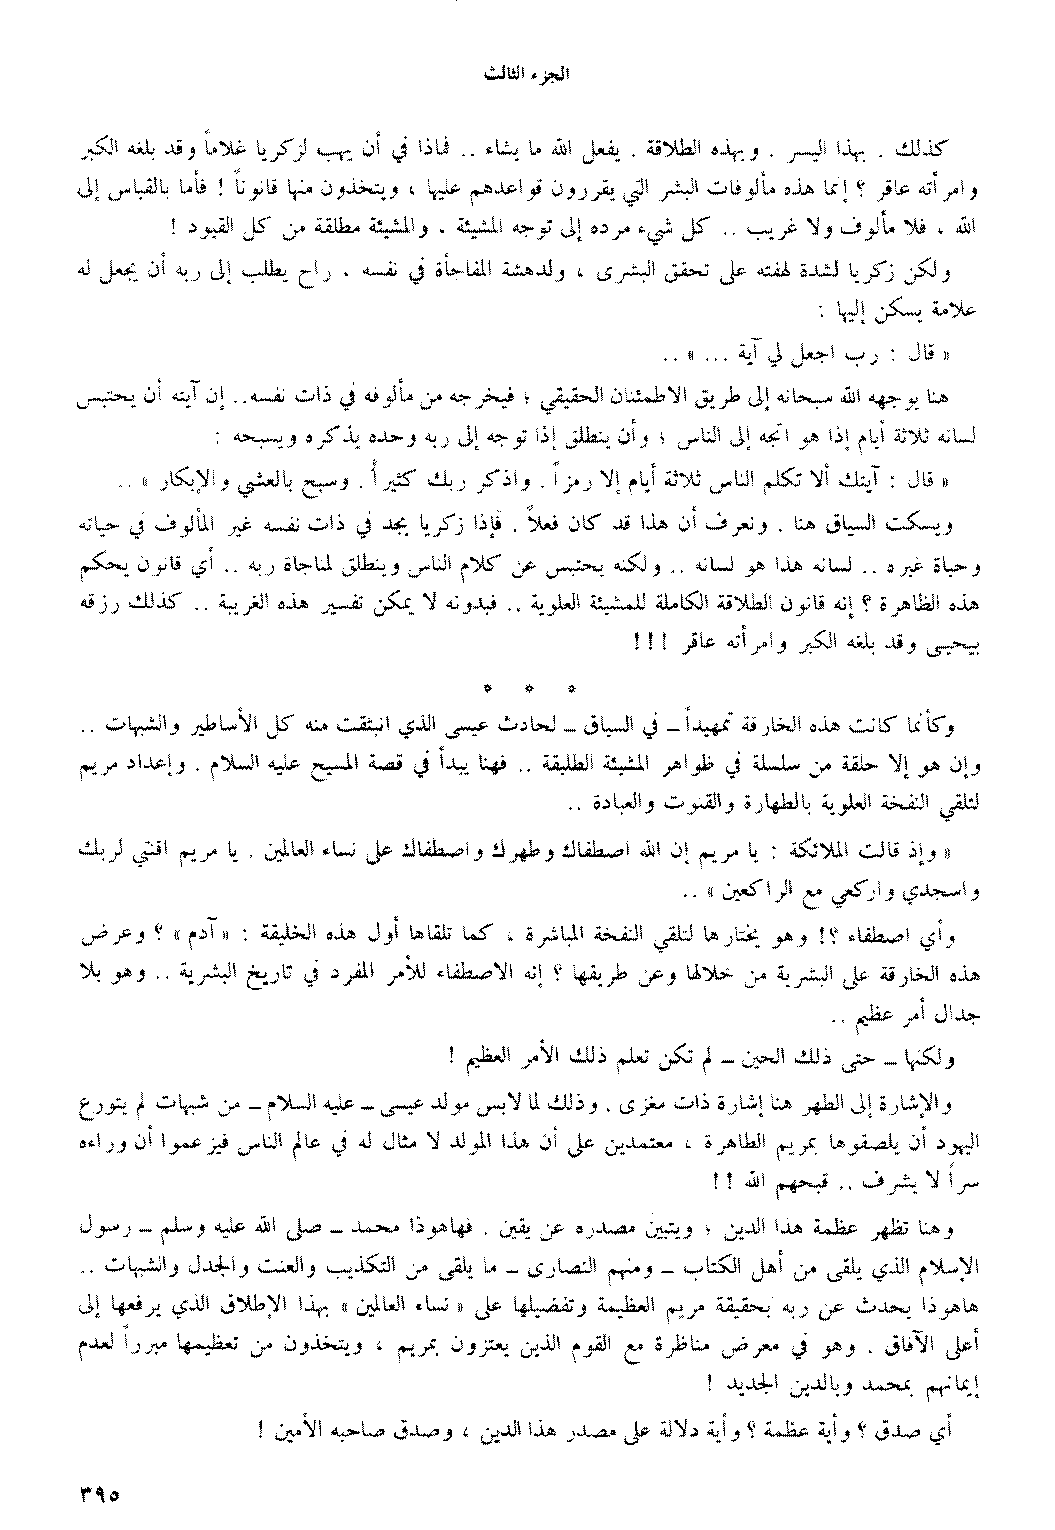 الجزء الثالث
كذلك . بهذا اليسر . وبهذه الطلاقة . يفعل الله ما يشاء .. فماذا في أن يهب لزكريا غلاماً وقد بلغه الكبر
وامرأته عاقر ؟ إنما هذه مألوفات البشر التي يقررون قواعدهم عليها ، ويتخذون منها قانوناً ! فأما بالقياس إلى
الله ، فلا مألوف ولا غريب .. كل شيء مرده إلى توجه المشيئة . والمشيئة مطلقة من كل القيود !
ولكن زكريا لشدة لهفته على تحقق البشرى ، ولدهشة المفاجأة في نفسه ، راح يطلب إلى ربه أن يجعل له
علامة يسكن إليها :
« قال : رب اجعل لي آية ... » ..
هنا يوجهه الله سبحانه إلى طريق الاطمئنان الحقيقي ؛ فيخرجه من مألوفه في ذات نفسه.. إن آيته أن يحتبس
لسانه ثلاثة أيام إذا هو اتجه إلى الناس ؛ وأن ينطلق إذا توجه إلى ربه وحده يذكره ويسبحه :
« قال : آيتك ألا تكلم الناس ثلاثة أيام إلا رمزاً . واذكر ربك كثيراً . وسبح بالعشي والإبكار » ..
ويسكت السياق هنا . ونعرف أن هذا قد كان فعلاً . فإذا زكريا يجد في ذات نفسه غير المألوف في حياته
وحياة غيره .. لسانه هذا هو لسانه .. ولكنه يحتبس عن كلام الناس وينطلق لمناجاة ربه .. أي قانون يحكم
هذه الظاهرة ؟ إنه قانون الطلاقة الكاملة للمشيئة العلوية .. فبدونه لا يمكن تفسير هذه الغريبة .. كذلك رزقه
بيحيى وقد بلغه الكبر وامرأته عاقر !!!
* * *
وكأنما كانت هذه الخارقة تمهيداً – في السياق – لحادث عيسى الذي انبثقت منه كل الأساطير والشبهات ..
وإن هو إلا حلقة من سلسلة في ظواهر المشيئة الطليقة .. فهنا يبدأ في قصة المسيح عليه السلام . وإعداد مريم
لتلقي النفخة العلوية بالطهارة والقنوت والعبادة ..
« وإذ قالت الملائكة : يا مريم إن الله اصطفاك وطهرك واصطفاك على نساء العالمين . يا مريم اقنتي لربك
واسجدي واركعي مع الراكعين » ..
وأي اصطفاء ؟! وهو يختارها لتلقي النفخة المباشرة ، كما تلقاها أول هذه الخليقة : « آدم » ؟ وعرض
هذه الخارقة على البشرية من خلالها وعن طريقها ؟ إنه الاصطفاء للأمر المفرد في تاريخ البشرية .. وهو بلا
جدال أمر عظيم ..
ولكنها – حتى ذلك الحين – لم تكن تعلم ذلك الأمر العظيم !
والإشارة إلى الطهر هنا إشارة ذات مغزى . وذلك لما لابس مولد عيسى – عليه السلام – من شبهات لم يتورع
اليهود أن يلصقوها بمريم الطاهرة ، معتمدين على أن هذا المولد لا مثال له في عالم الناس فيزعموا أن وراءه
سراً لا يشرف .. قبحهم الله !!
وهنا تظهر عظمة هذا الدين ؛ ويتبين مصدره عن يقين . فهاهوذا محمد – صلى الله عليه وسلم – رسول
الإسلام الذي يلقى من أهل الكتاب – ومنهم النصارى – ما يلقى من التكذيب والعنت والجدل والشبهات ..
هاهوذا يحدث عن ربه بحقيقة مريم العظيمة وتفضيلها على « نساء العالمين » بهذا الإطلاق الذي يرفعها إلى
أعلى الآفاق . وهو في معرض مناظرة مع القوم الذين يعتزون بمريم ، ويتخذون من تعظيمها مبرراً لعدم
إيمانهم بمحمد وبالدين الجديد !
أي صدق ؟ وأية عظمة ؟ وأية دلالة على مصدر هذا الدين ، وصدق صاحبه الأمين !
٣٩٥